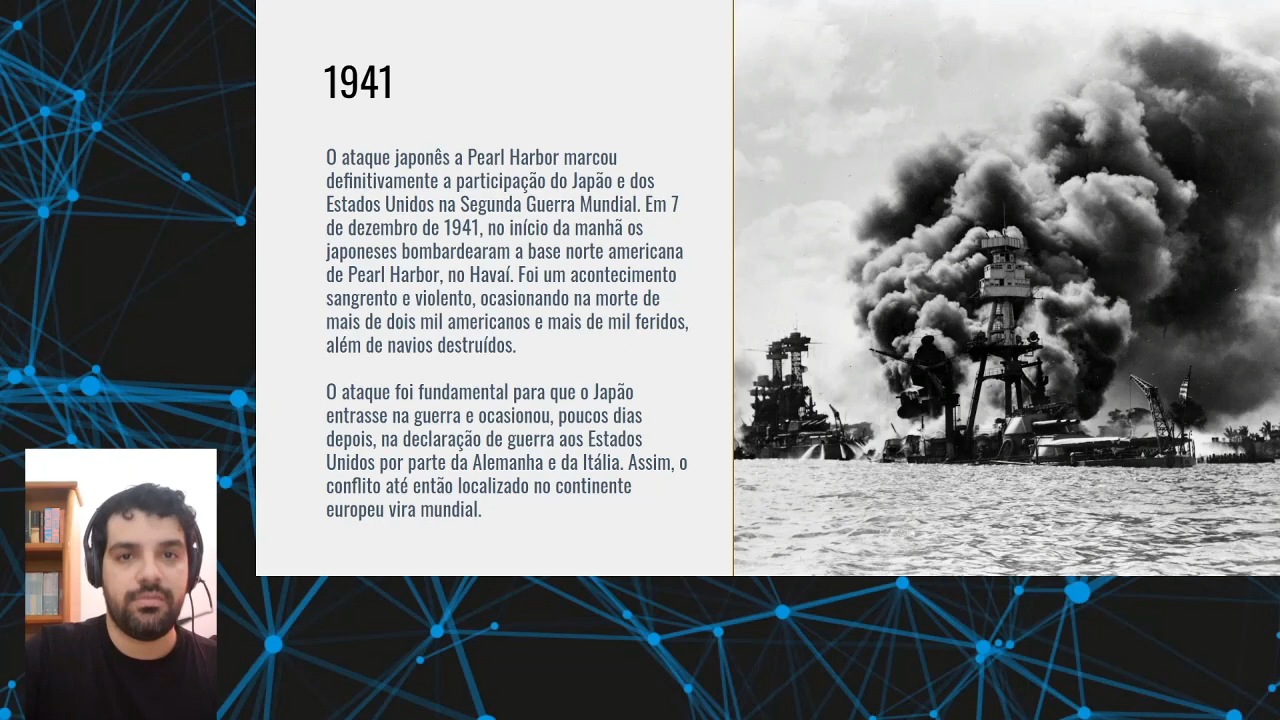 1941
O ataque japonês a Pearl Harbor marcou
definitivamente a participação do Japão e dos
Estados Unidos na Segunda Guerra Mundial. Em 7
de dezembro de 1941, no início da manhã os
japoneses bombardearam a base norte americana
de Pearl Harbor, no Havaí. Foi um acontecimento
sangrento e violento, ocasionando na morte de
mais de dois mil americanos e mais de mil feridos,
além de navios destruídos.
O ataque foi fundamental para que o Japão
entrasse na guerra e ocasionou, poucos dias
depois, na declaração de guerra aos Estados
Unidos por parte da Alemanha e da Itália. Assim, o
conflito até então localizado no continente
europeu vira mundial.